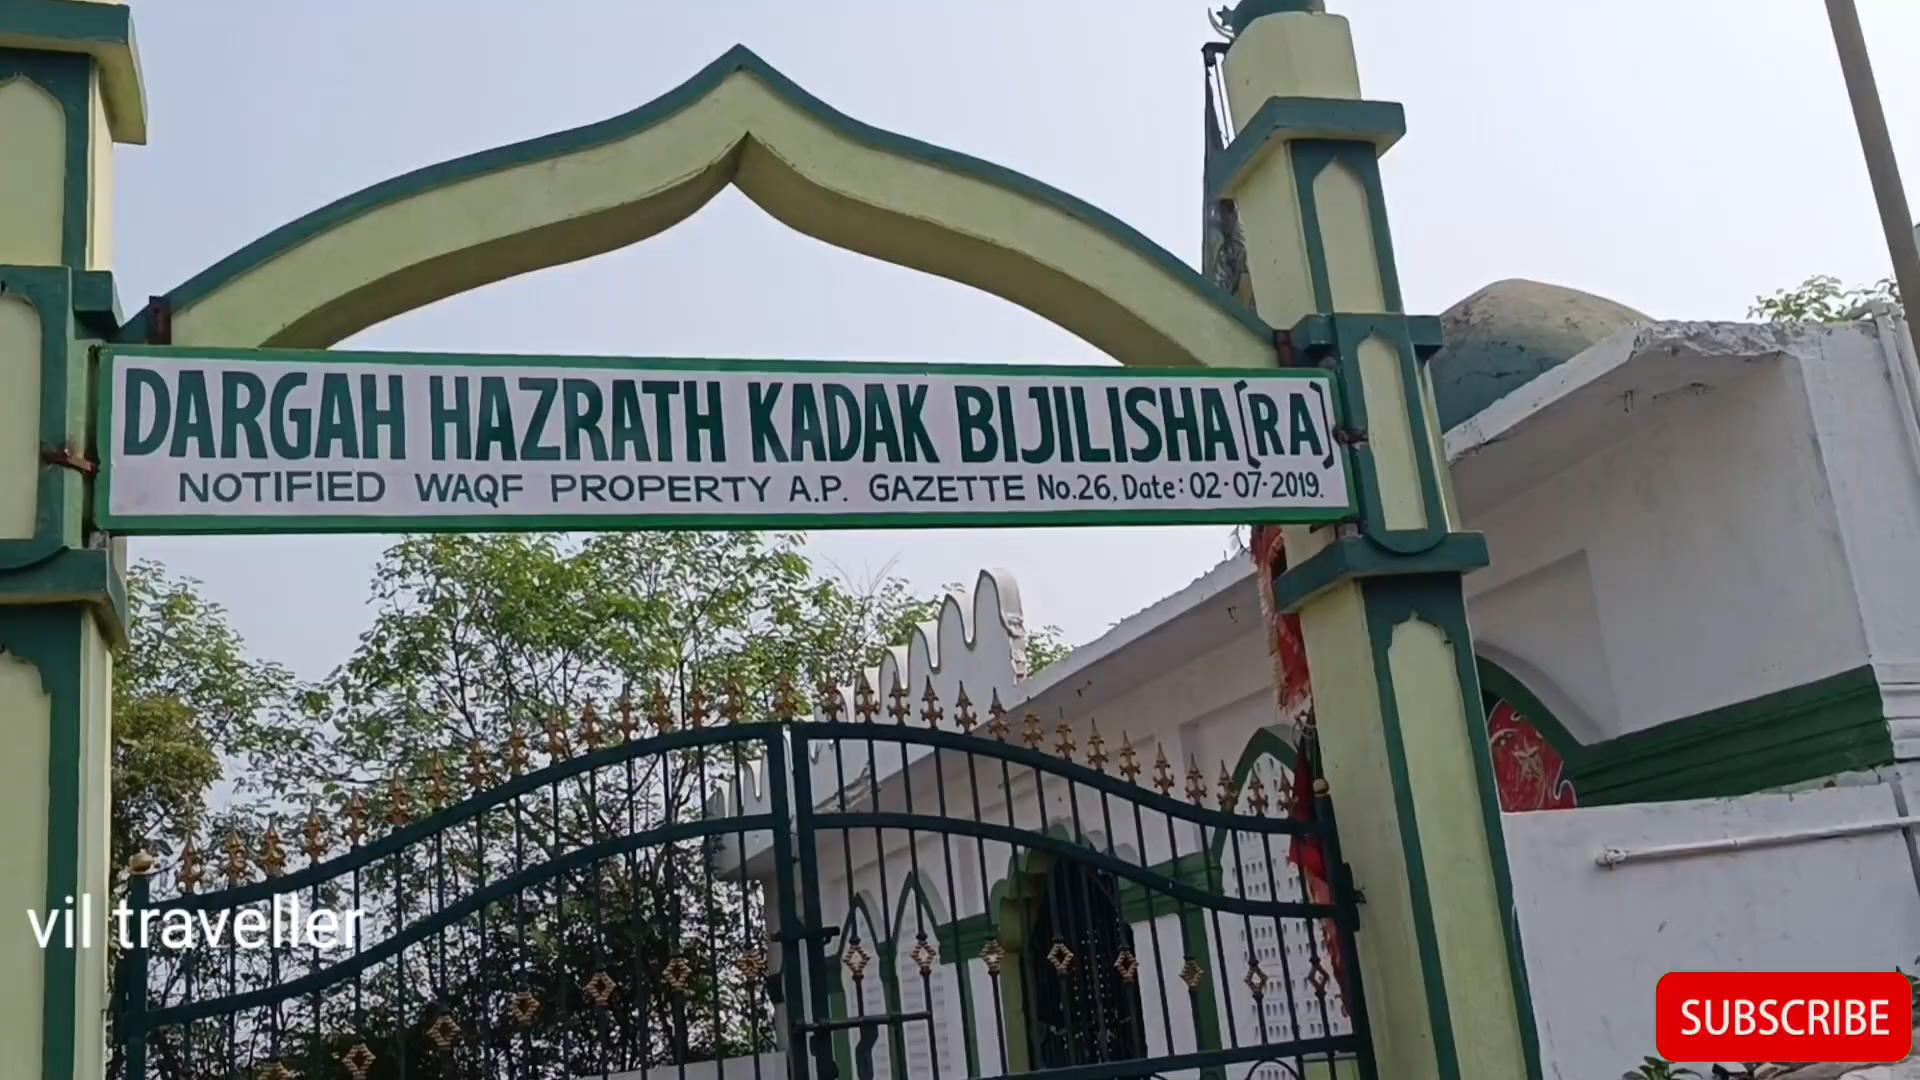 DARGAH HAZRATH KADAK BIJILISHA (RA)
NOTIFIED WAQF PROPERTY A.P. GAZETTE No.26, Date: 02-07-2019.
vil traveller
SUBSCRIBE